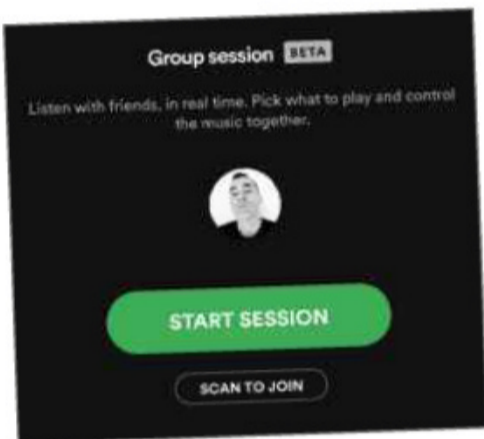 Group session BETA
Listen with friends, in real time. Pick what to play and control
the music together.
START SESSION
SCAN TO JOIN